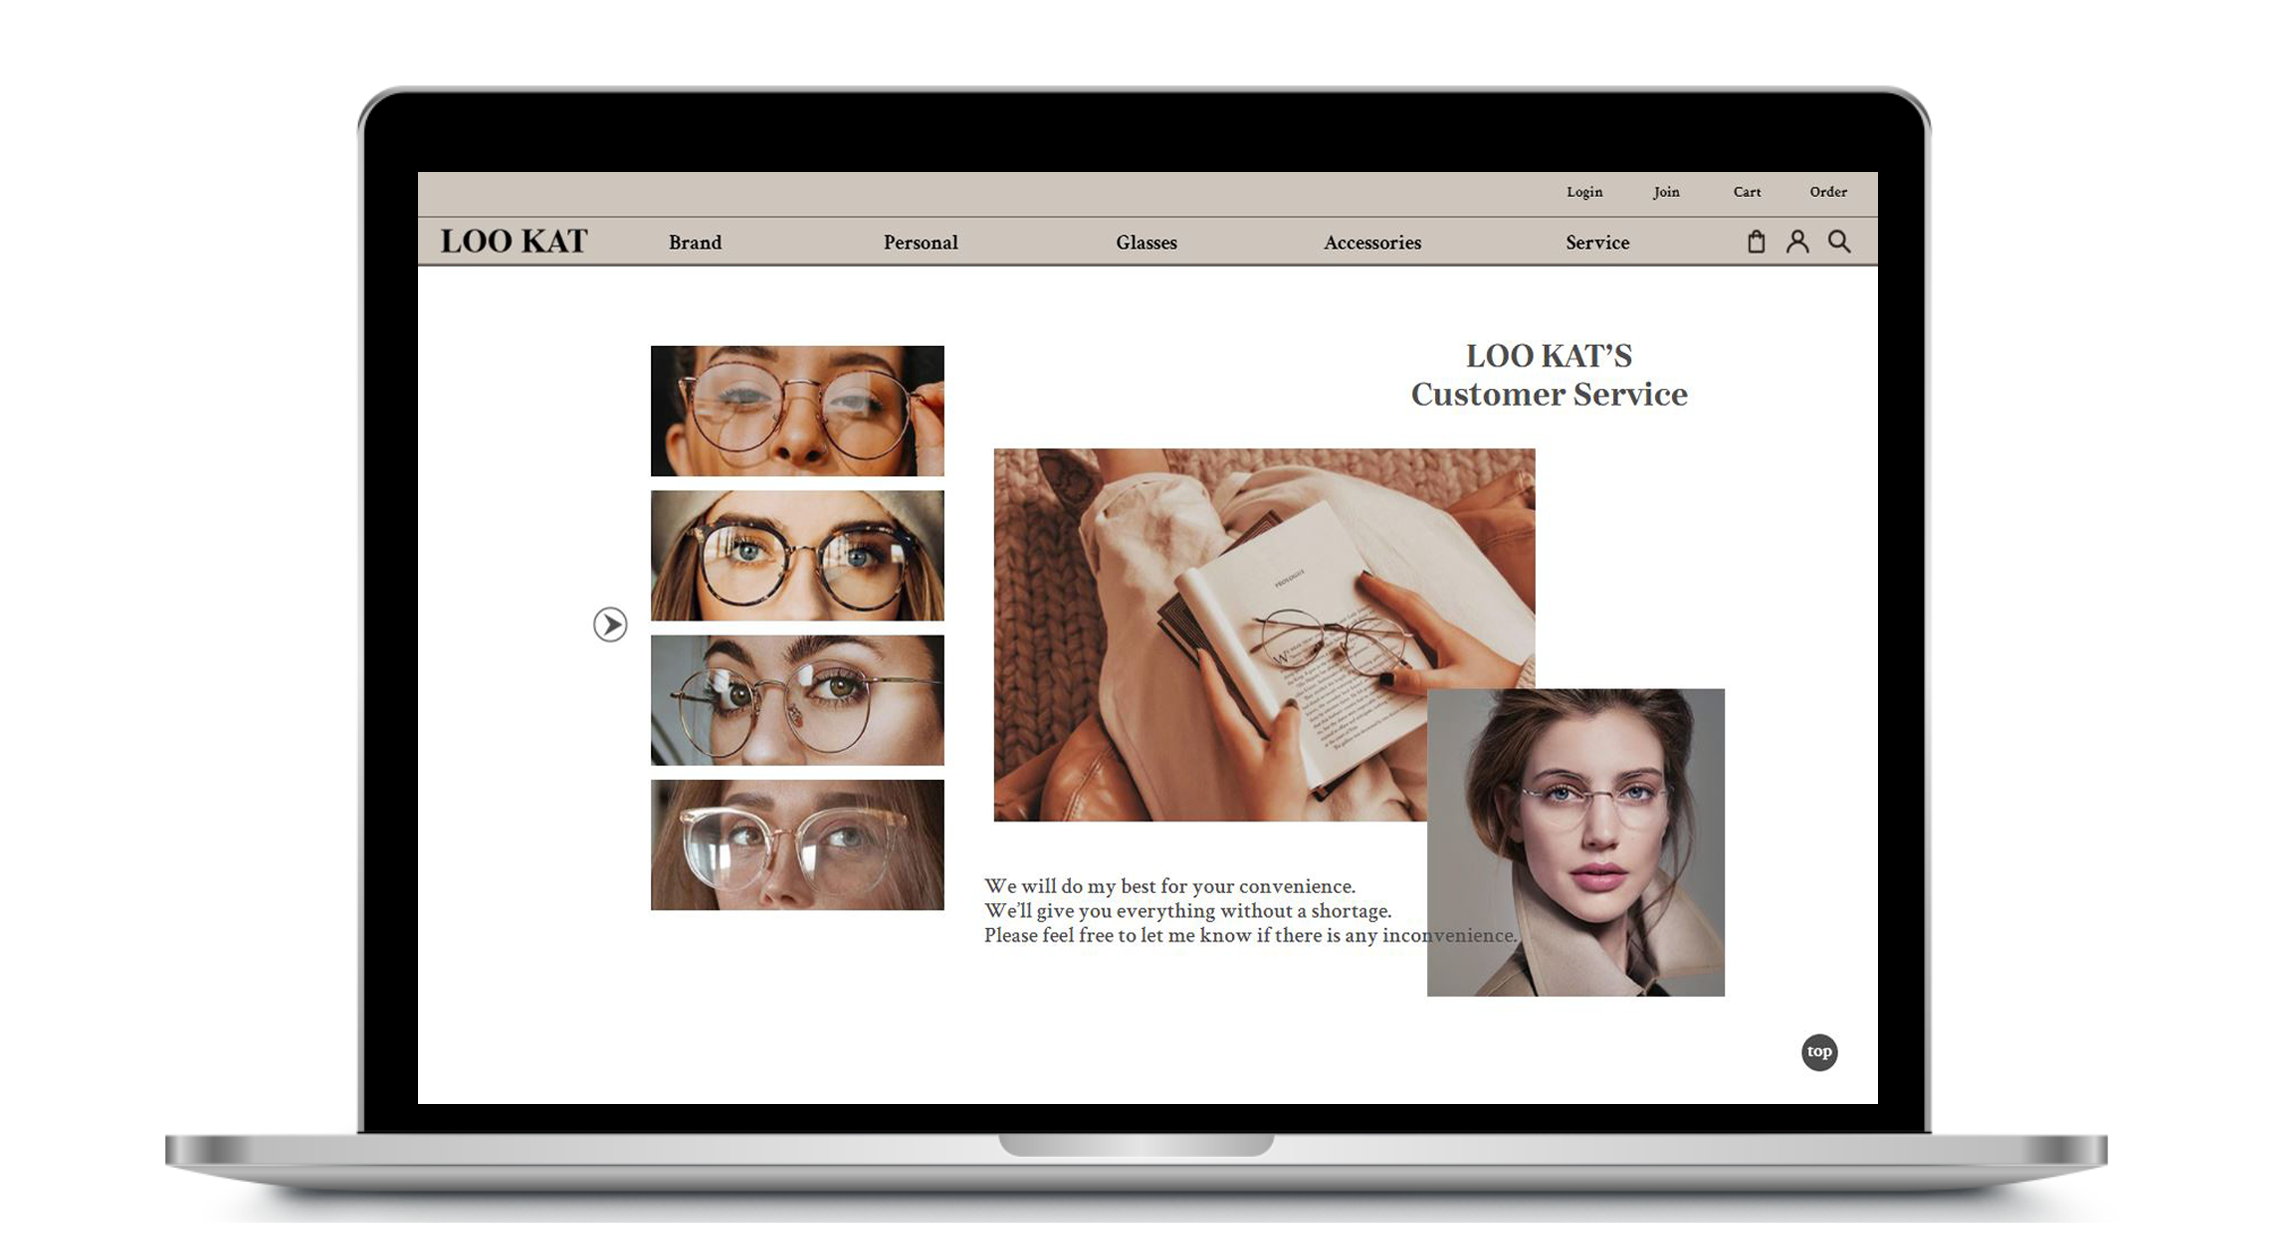 Login Join Cart Order
LOO KAT Brand Personal Glasses Accessories Service
LOO KAT’S
Customer Service
PROLOGUE
We will do my best for your convenience.
We’ll give you everything without a shortage.
Please feel free to let me know if there is any inconvenience.
top